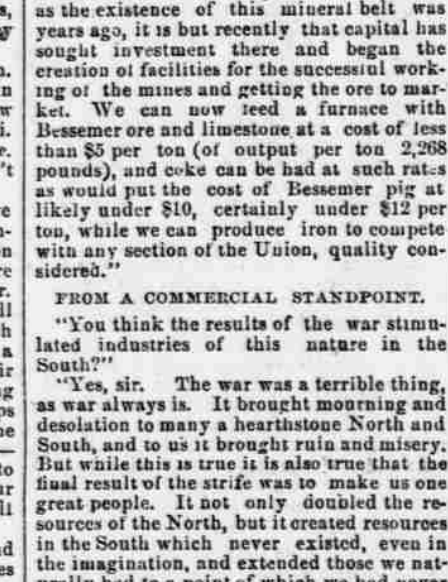 as the existence of this mineral belt was
years ago, it is but recently that capital has
sought investment there and began the
creation of facilities for the successful work-
ing of the mines and getting the ore to mar-
ket. We can now feed a furnace with
Bessemer ore and limestone at a cost of less
than $5 per ton (of output per ton 2,268
pounds), and coke can be had at such rates
as would put the cost of Bessemer pig at
likely under $10, certainly under $12 per
ton, while we can produce iron to compete
with any section of the Union, quality con-
sidered."
FROM A COMMERCIAL STANDPOINT.
"You think the results of the war stimu-
lated industries of this nature in the
South?"
"Yes, sir. The war was a terrible thing,
as war always is. It brought mourning and
desolation to many a hearthstone North and
South, and to us it brought ruin and misery.
But while this is true it is also true that the
final result of the strife was to make us one
great people. It not only doubled the re-
sources of the North, but it created resources
in the South which never existed, even in
the imagination, and extended those we nat